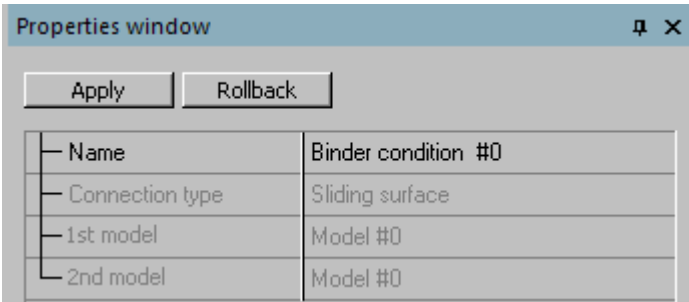 Properties window
Apply Rollback
Name Binder condition #0
Connection type Sliding surface
1st model Model #0
2nd model Model #0